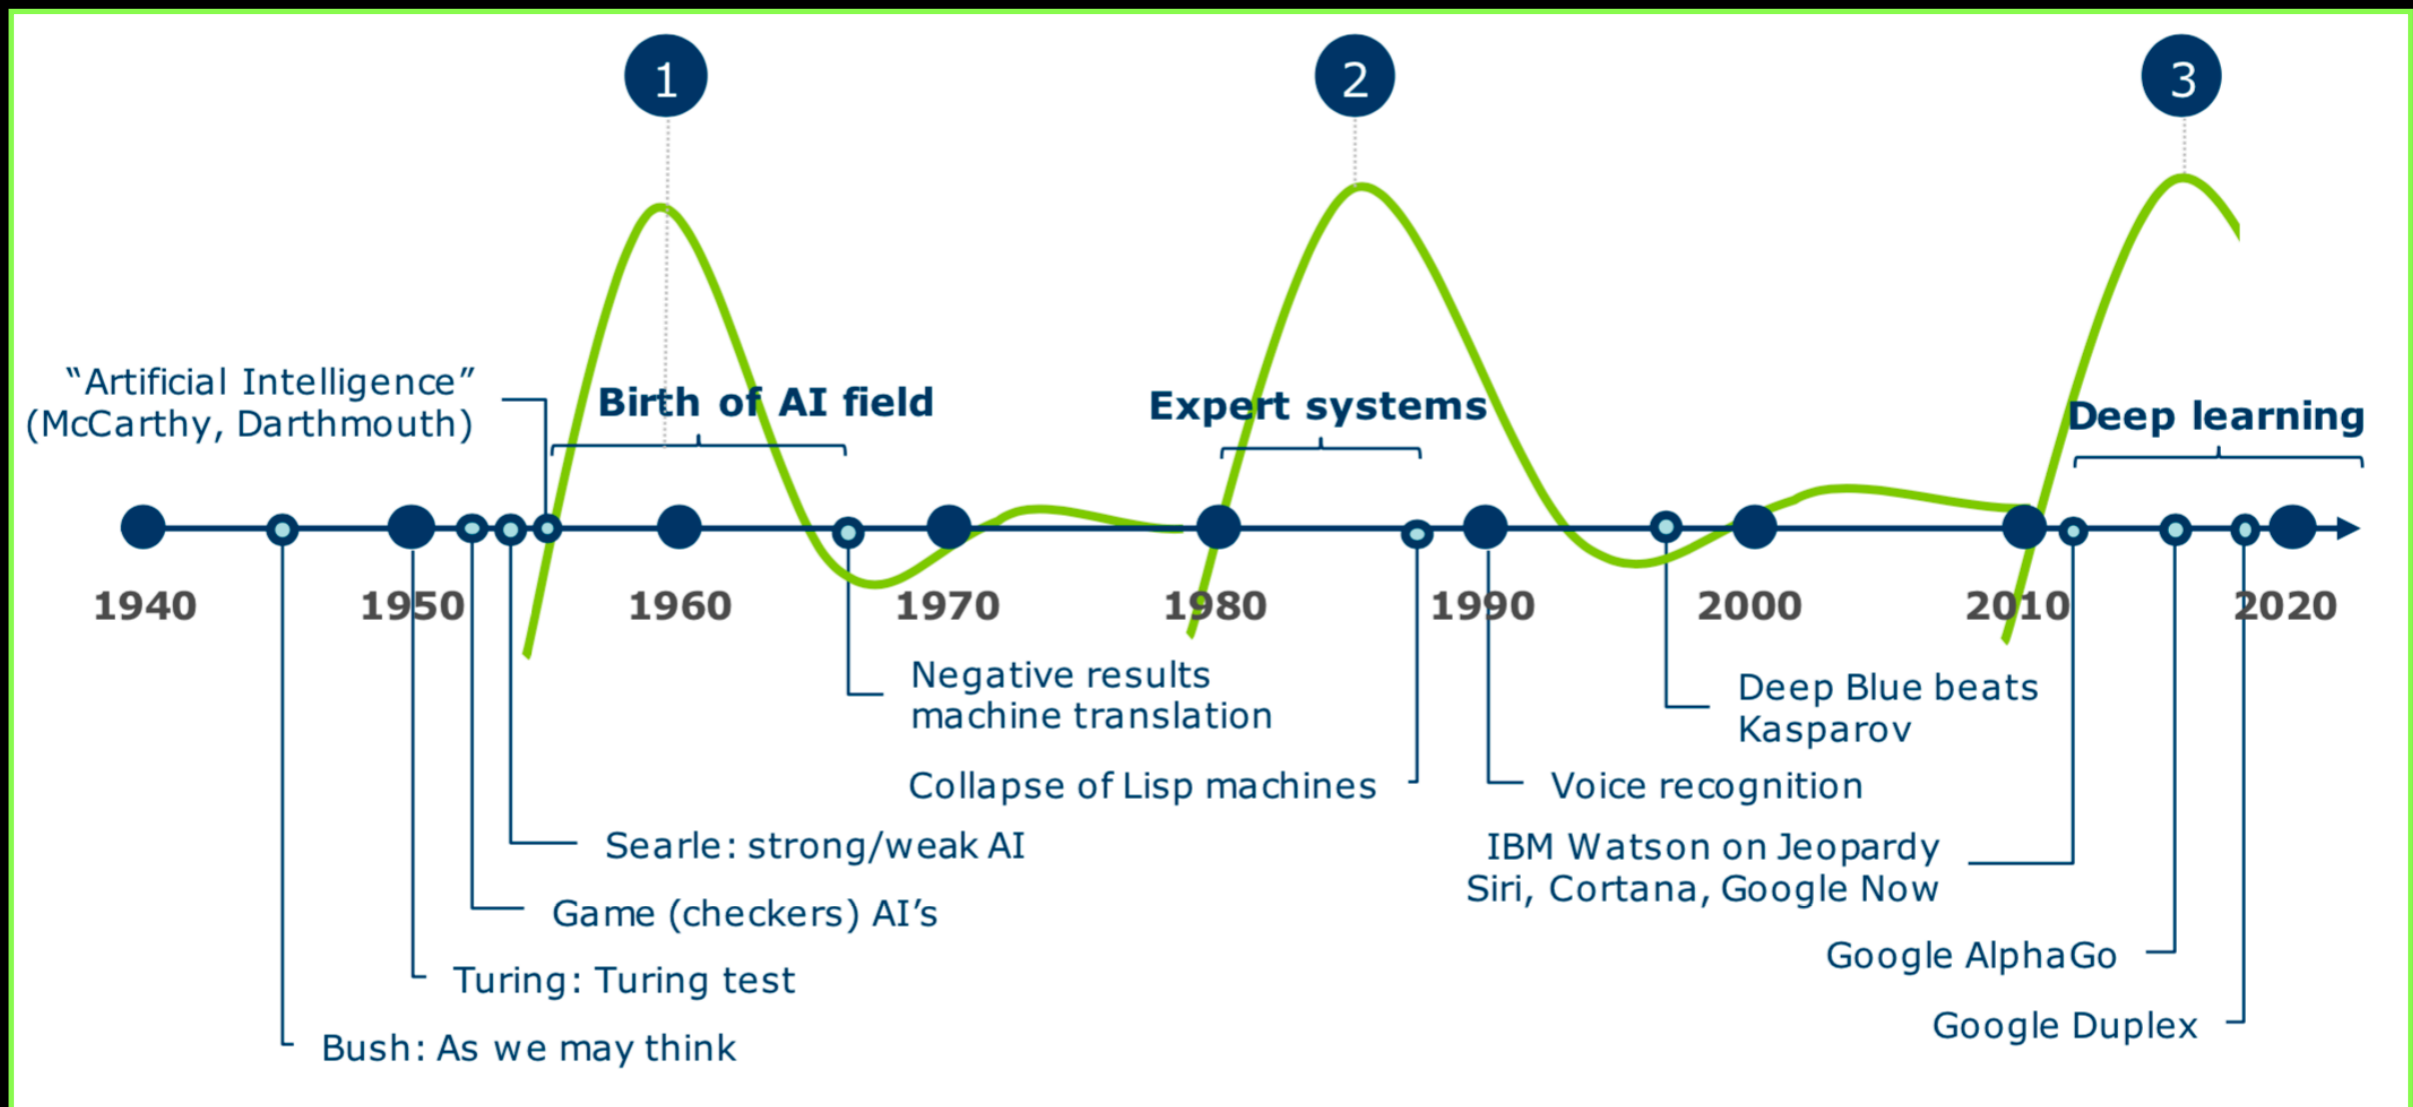 1
2
3
“Artificial Intelligence”
(McCarthy, Darthmouth)
Birth of AI field
Expert systems
Deep learning
1940
1950
1960
1970
1980
1990
2000
2010
2020
Negative results
machine translation
Deep Blue beats
Kasparov
Collapse of Lisp machines
Voice recognition
Searle: strong/weak AI
IBM Watson on Jeopardy
Siri, Cortana, Google Now
Game (checkers) AI’s
Google AlphaGo
Turing: Turing test
Google Duplex
Bush: As we may think